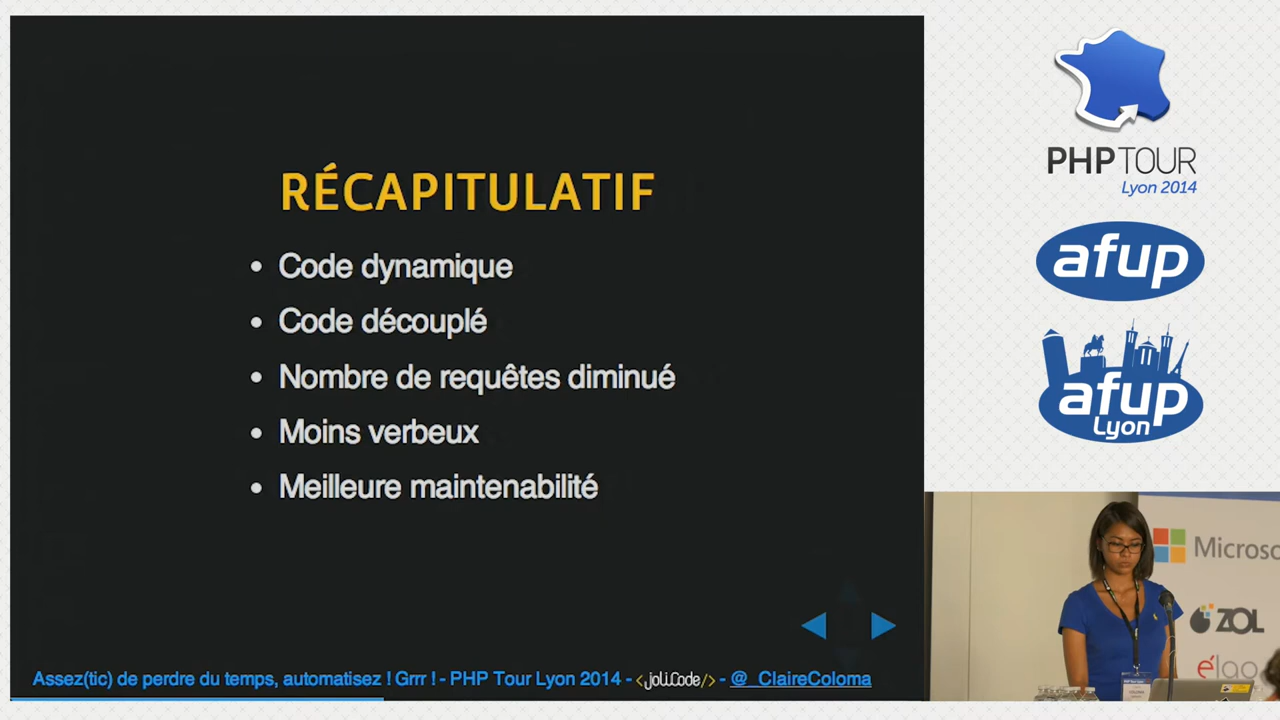 RÉCAPITULATIF
• Code dynamique
• Code découplé
• Nombre de requêtes diminué
• Moins verbeux
• Meilleure maintenabilité
Assez(tic) de perdre du temps, automatisez ! Grrr ! - PHP Tour Lyon 2014 - <joliCode/> - @_ClaireColoma
PHP TOUR
Lyon 2014
afup
afup
Lyon
Microso
ZOL
élao